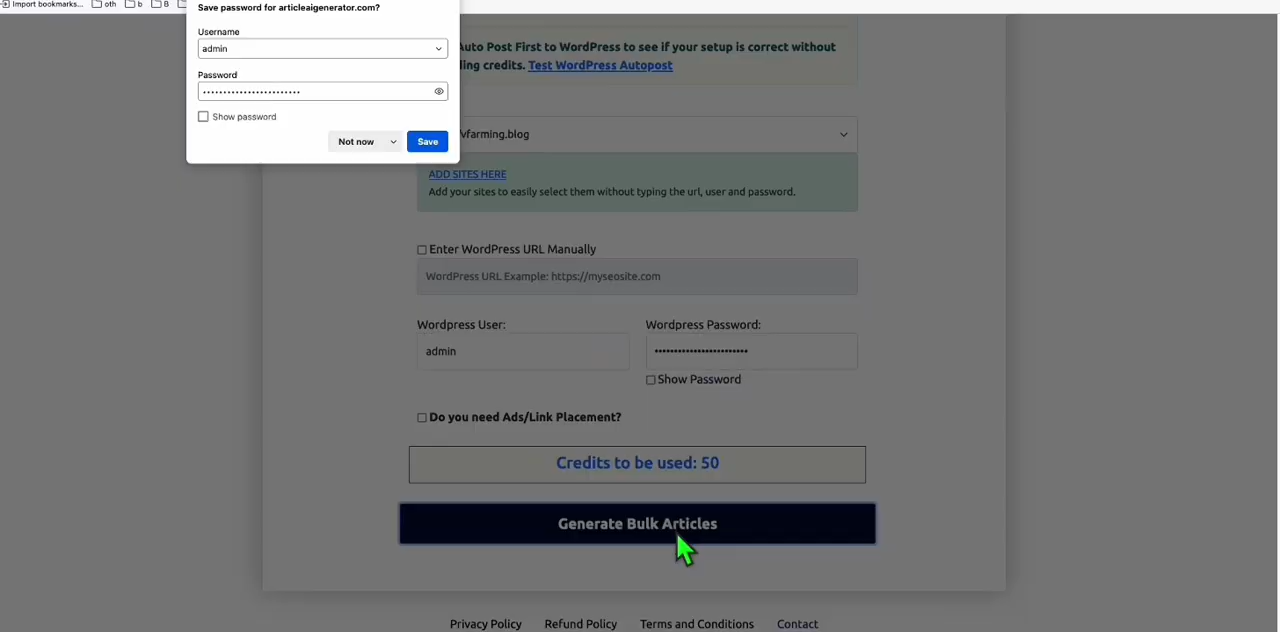 Import bookmarks...
oth
b
B
Save password for articleaigenerator.com?
Username
admin
Password
Show password
Not now
Save
Auto Post First to WordPress to see if your setup is correct without
ling credits. Test WordPress Autopost
vfarming.blog
ADD SITES HERE
Add your sites to easily select them without typing the url, user and password.
Enter WordPress URL Manually
WordPress URL Example: https://myseosite.com
Wordpress User: Wordpress Password:
admin
Show Password
Do you need Ads/Link Placement?
Credits to be used: 50
Generate Bulk Articles
Privacy Policy Refund Policy Terms and Conditions Contact